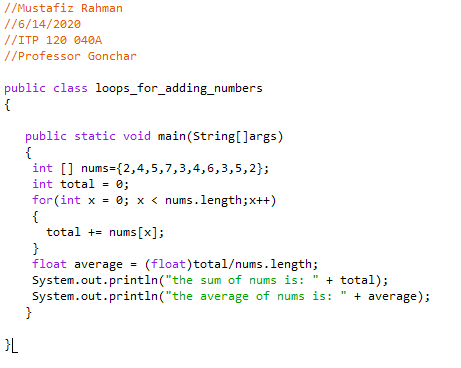 //Mustafiz Rahman
//6/14/2020
//ITP 120 040A
//Professor Gonchar
public class loops_for_adding_numbers
{
public static void main(String[]args)
{
int [] nums={2,4,5,7,3,4,6,3,5,2};
int total = 0;
for(int x = 0; x < nums.length;x++)
{
total += nums[x];
}
float average = (float)total/nums.length;
System.out.println("the sum of nums is: " + total);
System.out.println("the average of nums is: " + average);
}
}